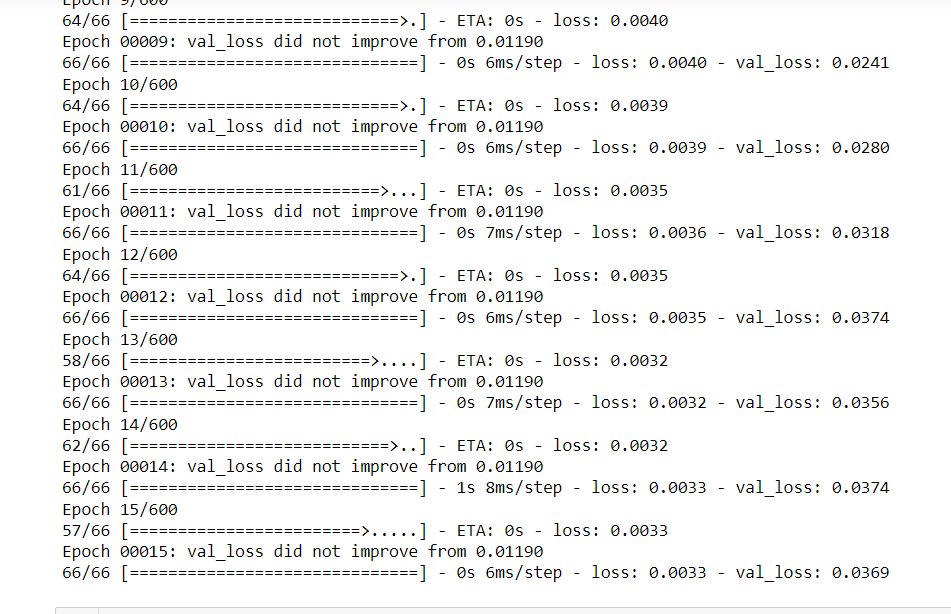 Epoch 9/600
64/66 [============================>.] - ETA: 0s - loss: 0.0040
Epoch 00009: val_loss did not improve from 0.01190
66/66 [==============================] - 0s 6ms/step - loss: 0.0040 - val_loss: 0.0241
Epoch 10/600
64/66 [============================>.] - ETA: 0s - loss: 0.0039
Epoch 00010: val_loss did not improve from 0.01190
66/66 [==============================] - 0s 6ms/step - loss: 0.0039 - val_loss: 0.0280
Epoch 11/600
61/66 [==========================>...] - ETA: 0s - loss: 0.0035
Epoch 00011: val_loss did not improve from 0.01190
66/66 [==============================] - 0s 7ms/step - loss: 0.0036 - val_loss: 0.0318
Epoch 12/600
64/66 [============================>.] - ETA: 0s - loss: 0.0035
Epoch 00012: val_loss did not improve from 0.01190
66/66 [==============================] - 0s 6ms/step - loss: 0.0035 - val_loss: 0.0374
Epoch 13/600
58/66 [=========================>....] - ETA: 0s - loss: 0.0032
Epoch 00013: val_loss did not improve from 0.01190
66/66 [==============================] - 0s 7ms/step - loss: 0.0032 - val_loss: 0.0356
Epoch 14/600
62/66 [===========================>..] - ETA: 0s - loss: 0.0032
Epoch 00014: val_loss did not improve from 0.01190
66/66 [==============================] - 1s 8ms/step - loss: 0.0033 - val_loss: 0.0374
Epoch 15/600
57/66 [========================>.....] - ETA: 0s - loss: 0.0033
Epoch 00015: val_loss did not improve from 0.01190
66/66 [==============================] - 0s 6ms/step - loss: 0.0033 - val_loss: 0.0369